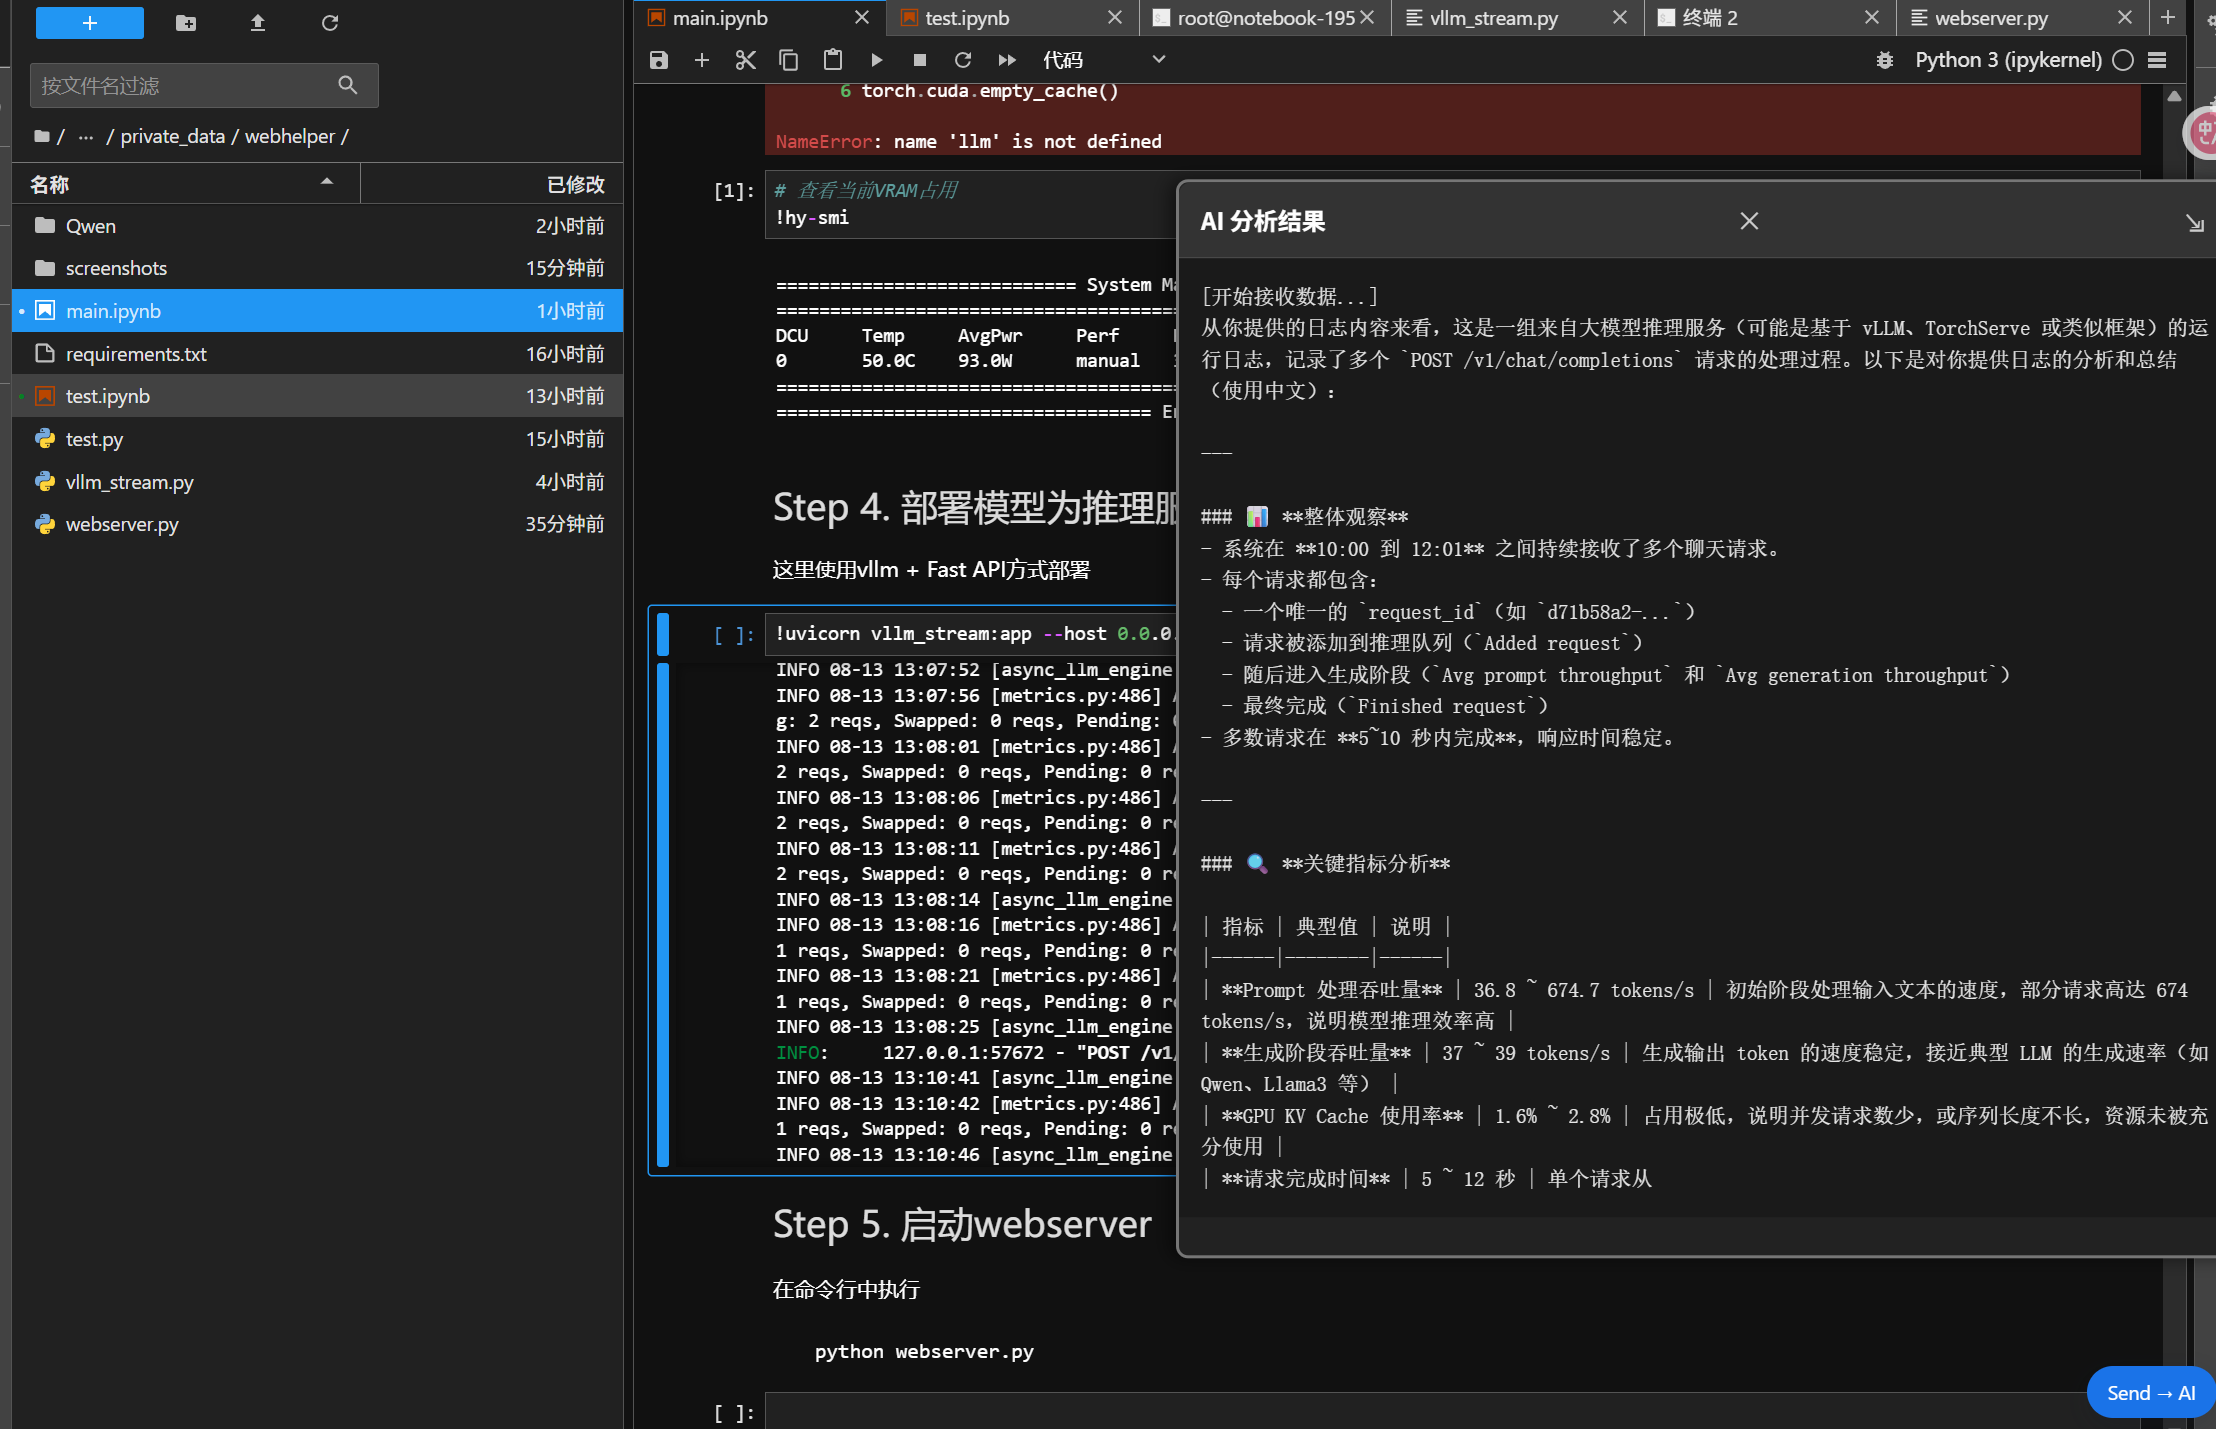 main.ipynb
test.ipynb
root@notebook-195
vllm_stream.py
终端 2
webserver.py
代码
Python 3 (ipykernel)
按文件名过滤
/ ··· / private_data / webhelper /
名称 已修改
Qwen 2小时前
screenshots 15分钟前
main.ipynb 1小时前
requirements.txt 16小时前
test.ipynb 13小时前
test.py 15小时前
vllm_stream.py 4小时前
webserver.py 35分钟前
6 torch.cuda.empty_cache()
NameError: name 'llm' is not defined
[1]: # 查看当前VRAM占用
!hy-smi
============================ System
DCU Temp AvgPwr Perf
0 50.0C 93.0W manual
Step 4. 部署模型为推理服
这里使用vllm + Fast API方式部署
[ ]: !uvicorn vllm_stream:app --host 0.0.0.
INFO 08-13 13:07:52 [async_llm_engine
INFO 08-13 13:07:56 [metrics.py:486]
g: 2 reqs, Swapped: 0 reqs, Pending:
INFO 08-13 13:08:01 [metrics.py:486]
2 reqs, Swapped: 0 reqs, Pending: 0
INFO 08-13 13:08:06 [metrics.py:486]
2 reqs, Swapped: 0 reqs, Pending: 0
INFO 08-13 13:08:11 [metrics.py:486]
2 reqs, Swapped: 0 reqs, Pending: 0
INFO 08-13 13:08:14 [async_llm_engine
INFO 08-13 13:08:16 [metrics.py:486]
1 reqs, Swapped: 0 reqs, Pending: 0
INFO 08-13 13:08:21 [metrics.py:486]
1 reqs, Swapped: 0 reqs, Pending: 0
INFO 08-13 13:08:25 [async_llm_engine
INFO: 127.0.0.1:57672 - "POST /v1/
INFO 08-13 13:10:41 [async_llm_engine
INFO 08-13 13:10:42 [metrics.py:486]
1 reqs, Swapped: 0 reqs, Pending: 0
INFO 08-13 13:10:46 [async_llm_engine
Step 5. 启动webserver
在命令行中执行
python webserver.py
[ ]:
AI 分析结果
[开始接收数据...]
从你提供的日志内容来看，这是一组来自大模型推理服务（可能是基于 vLLM、TorchServe 或类似框架）的运
行日志，记录了多个 `POST /v1/chat/completions` 请求的处理过程。以下是对你提供日志的分析和总结
（使用中文）：
---
### 📊 **整体观察**
- 系统在 **10:00 到 12:01** 之间持续接收了多个聊天请求。
- 每个请求都包含：
- 一个唯一的 `request_id`（如 `d71b58a2-...`）
- 请求被添加到推理队列（`Added request`）
- 随后进入生成阶段（`Avg prompt throughput` 和 `Avg generation throughput`）
- 最终完成（`Finished request`）
- 多数请求在 **5~10 秒内完成**，响应时间稳定。
---
### 🔍 **关键指标分析**
| 指标 | 典型值 | 说明 |
|------|--------|------|
| **Prompt 处理吞吐量** | 36.8 ~ 674.7 tokens/s | 初始阶段处理输入文本的速度，部分请求高达 674
tokens/s，说明模型推理效率高 |
| **生成阶段吞吐量** | 37 ~ 39 tokens/s | 生成输出 token 的速度稳定，接近典型 LLM 的生成速率（如
Qwen、Llama3 等） |
| **GPU KV Cache 使用率** | 1.6% ~ 2.8% | 占用极低，说明并发请求数少，或序列长度不长，资源未被充
分使用 |
| **请求完成时间** | 5 ~ 12 秒 | 单个请求从
Send → AI